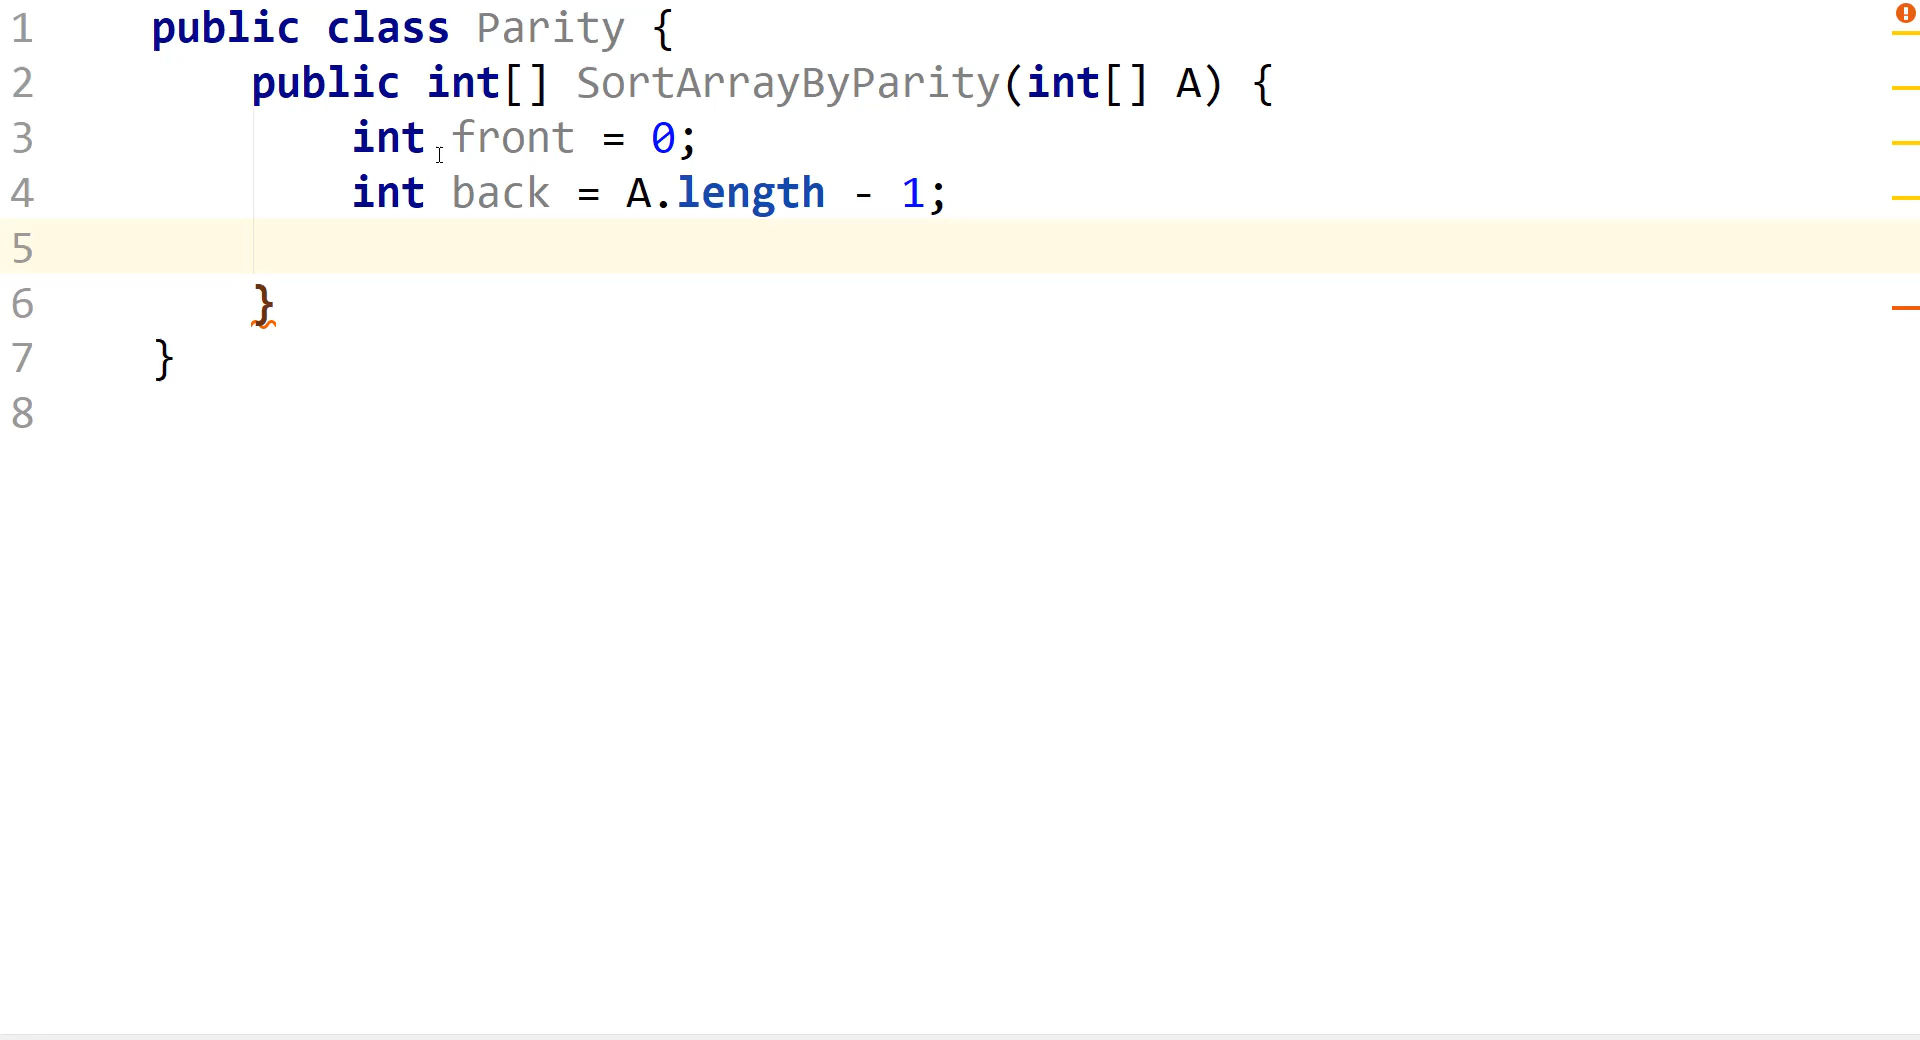 1 public class Parity {
2 public int[] SortArrayByParity(int[] A) {
3 int front = 0;
4 int back = A.length - 1;
5
6 }
7 }
8